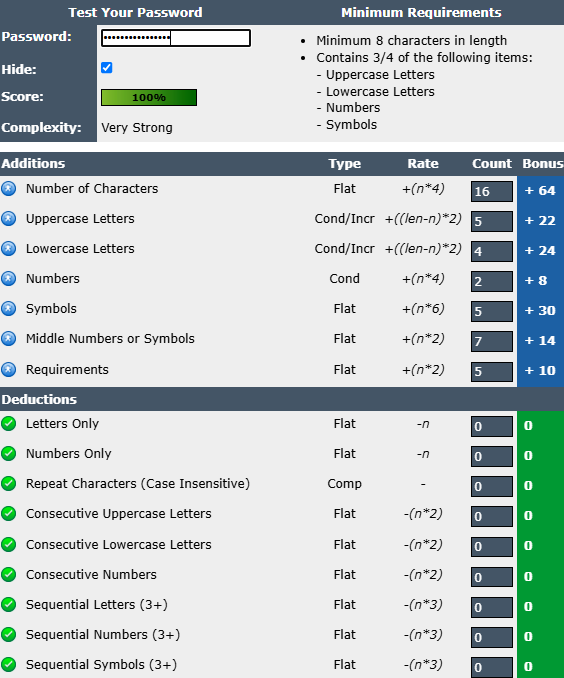 Test Your Password Minimum Requirements
Password: ••••••••••••••••
• Minimum 8 characters in length
• Contains 3/4 of the following items:
- Uppercase Letters
- Lowercase Letters
- Numbers
- Symbols
Hide:
Score: 100%
Complexity: Very Strong
Additions Type Rate Count Bonus
Number of Characters Flat +(n*4) 16 + 64
Uppercase Letters Cond/Incr +((len-n)*2) 5 + 22
Lowercase Letters Cond/Incr +((len-n)*2) 4 + 24
Numbers Cond +(n*4) 2 + 8
Symbols Flat +(n*6) 5 + 30
Middle Numbers or Symbols Flat +(n*2) 7 + 14
Requirements Flat +(n*2) 5 + 10
Deductions
Letters Only Flat -n 0 0
Numbers Only Flat -n 0 0
Repeat Characters (Case Insensitive) Comp - 0 0
Consecutive Uppercase Letters Flat -(n*2) 0 0
Consecutive Lowercase Letters Flat -(n*2) 0 0
Consecutive Numbers Flat -(n*2) 0 0
Sequential Letters (3+) Flat -(n*3) 0 0
Sequential Numbers (3+) Flat -(n*3) 0 0
Sequential Symbols (3+) Flat -(n*3) 0 0